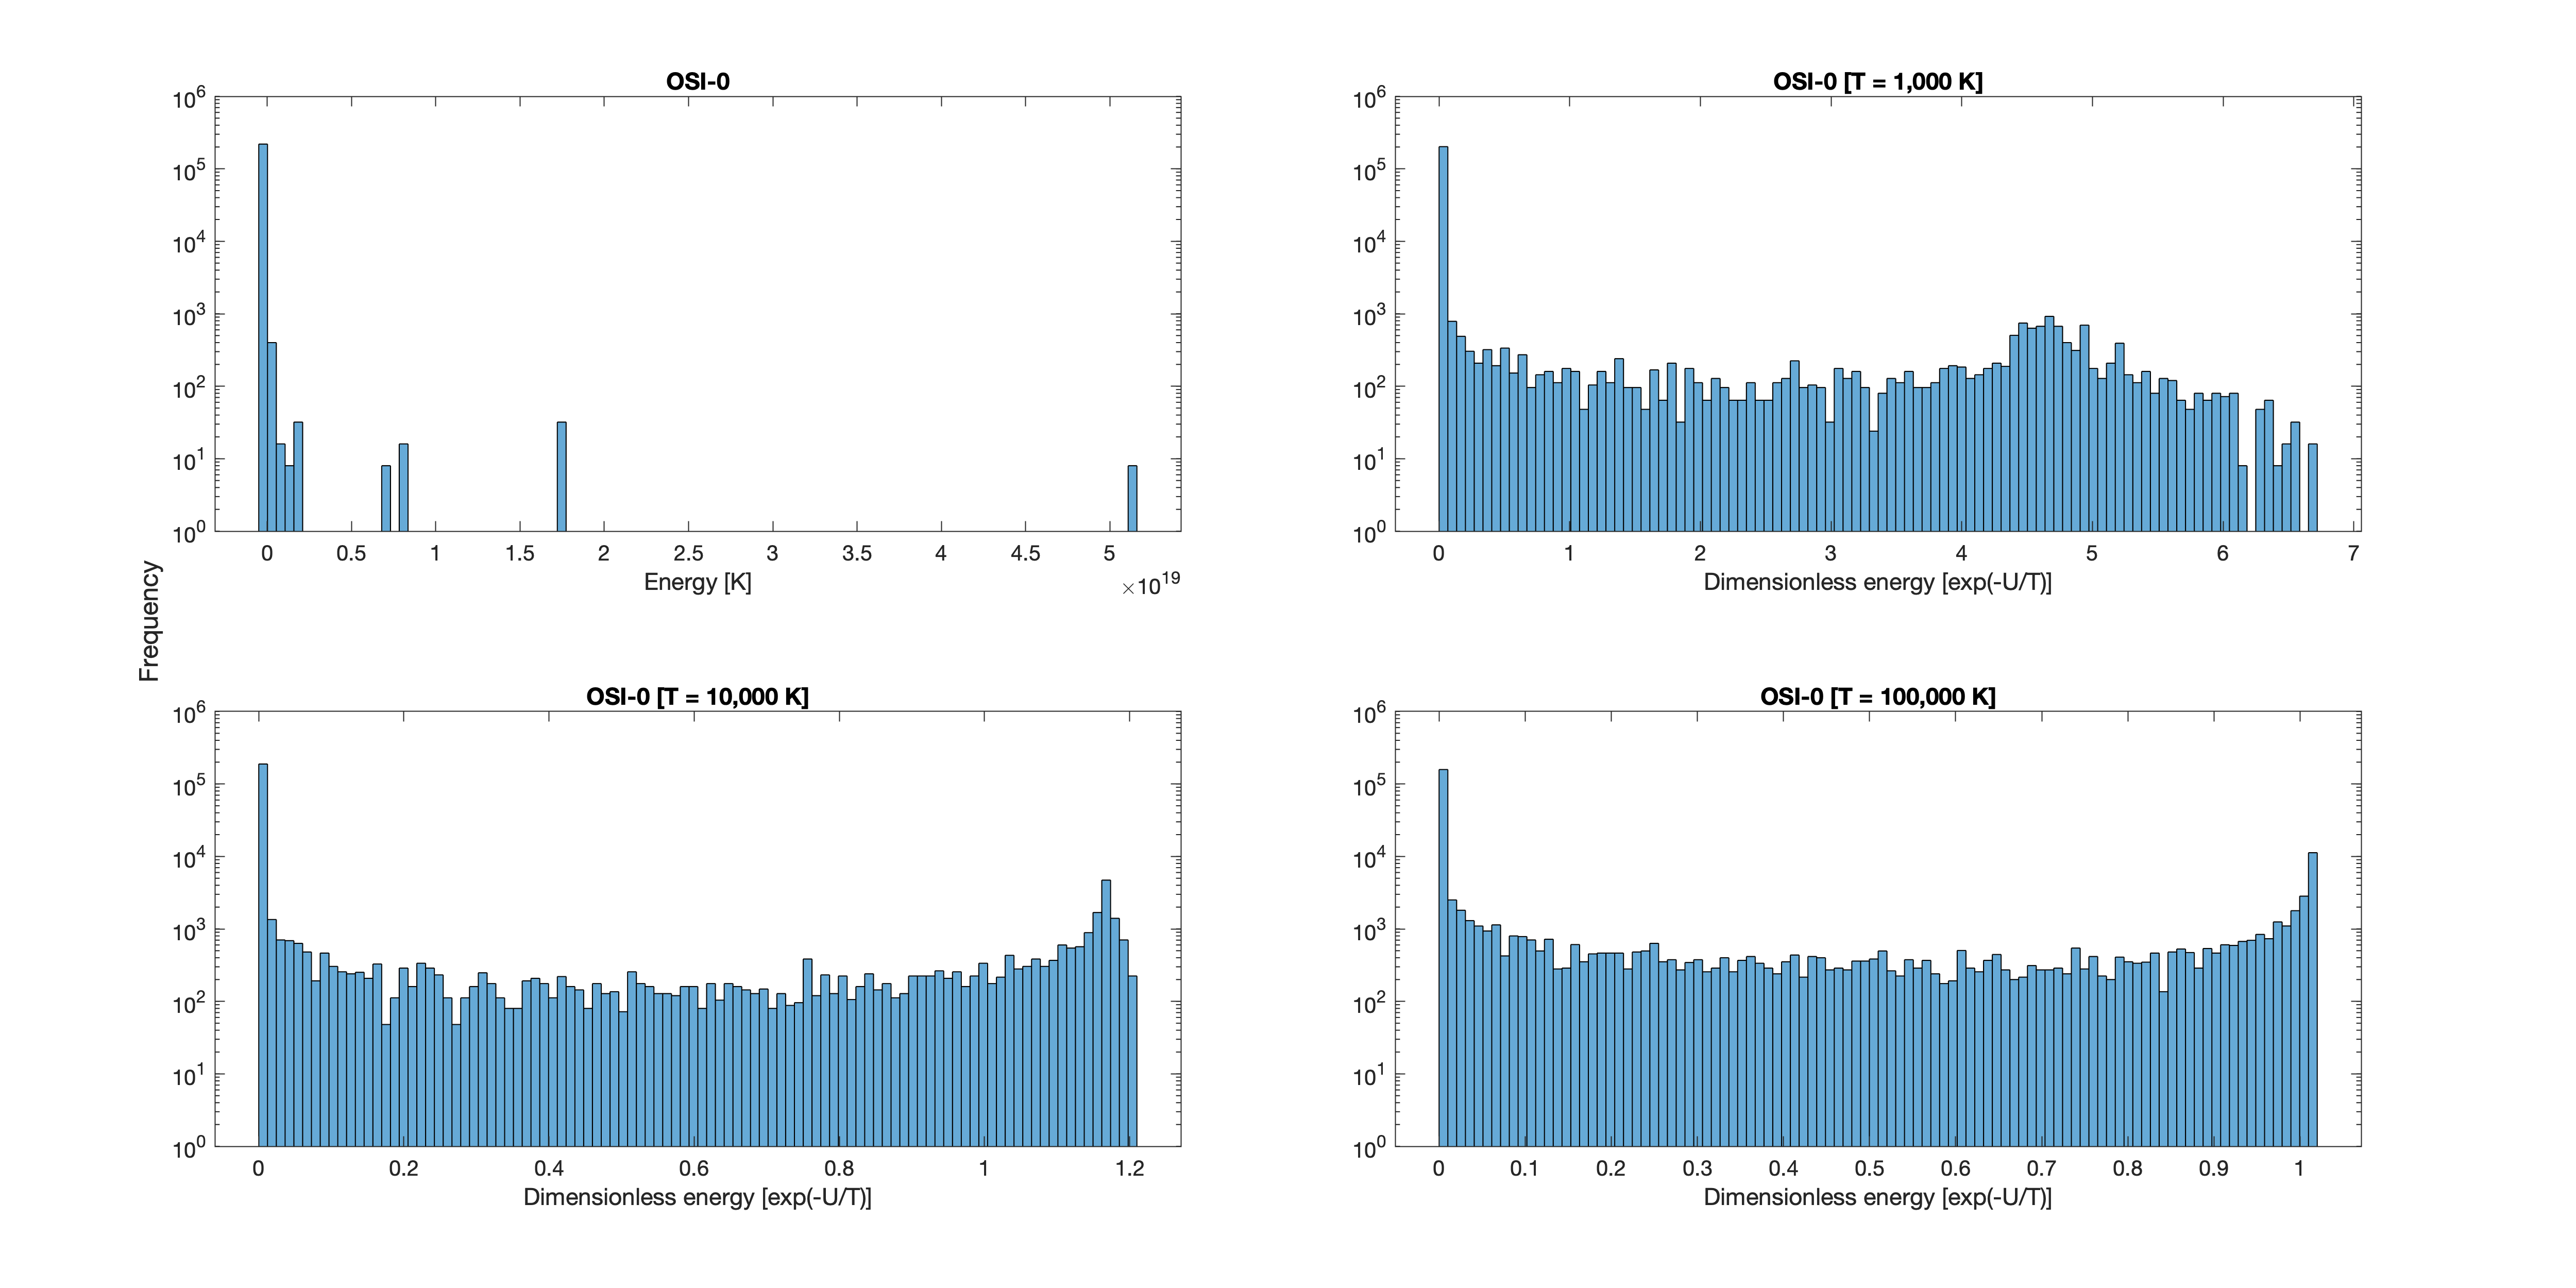 OSI-0
10^6
10^5
10^4
10^3
10^2
10^1
10^0
0 0.5 1 1.5 2 2.5 3 3.5 4 4.5 5
×10^19
Energy [K]
OSI-0 [T = 1,000 K]
10^6
10^5
10^4
10^3
10^2
10^1
10^0
0 1 2 3 4 5 6 7
Dimensionless energy [exp(-U/T)]
Frequency
OSI-0 [T = 10,000 K]
10^6
10^5
10^4
10^3
10^2
10^1
10^0
0 0.2 0.4 0.6 0.8 1 1.2
Dimensionless energy [exp(-U/T)]
OSI-0 [T = 100,000 K]
10^6
10^5
10^4
10^3
10^2
10^1
10^0
0 0.1 0.2 0.3 0.4 0.5 0.6 0.7 0.8 0.9 1
Dimensionless energy [exp(-U/T)]